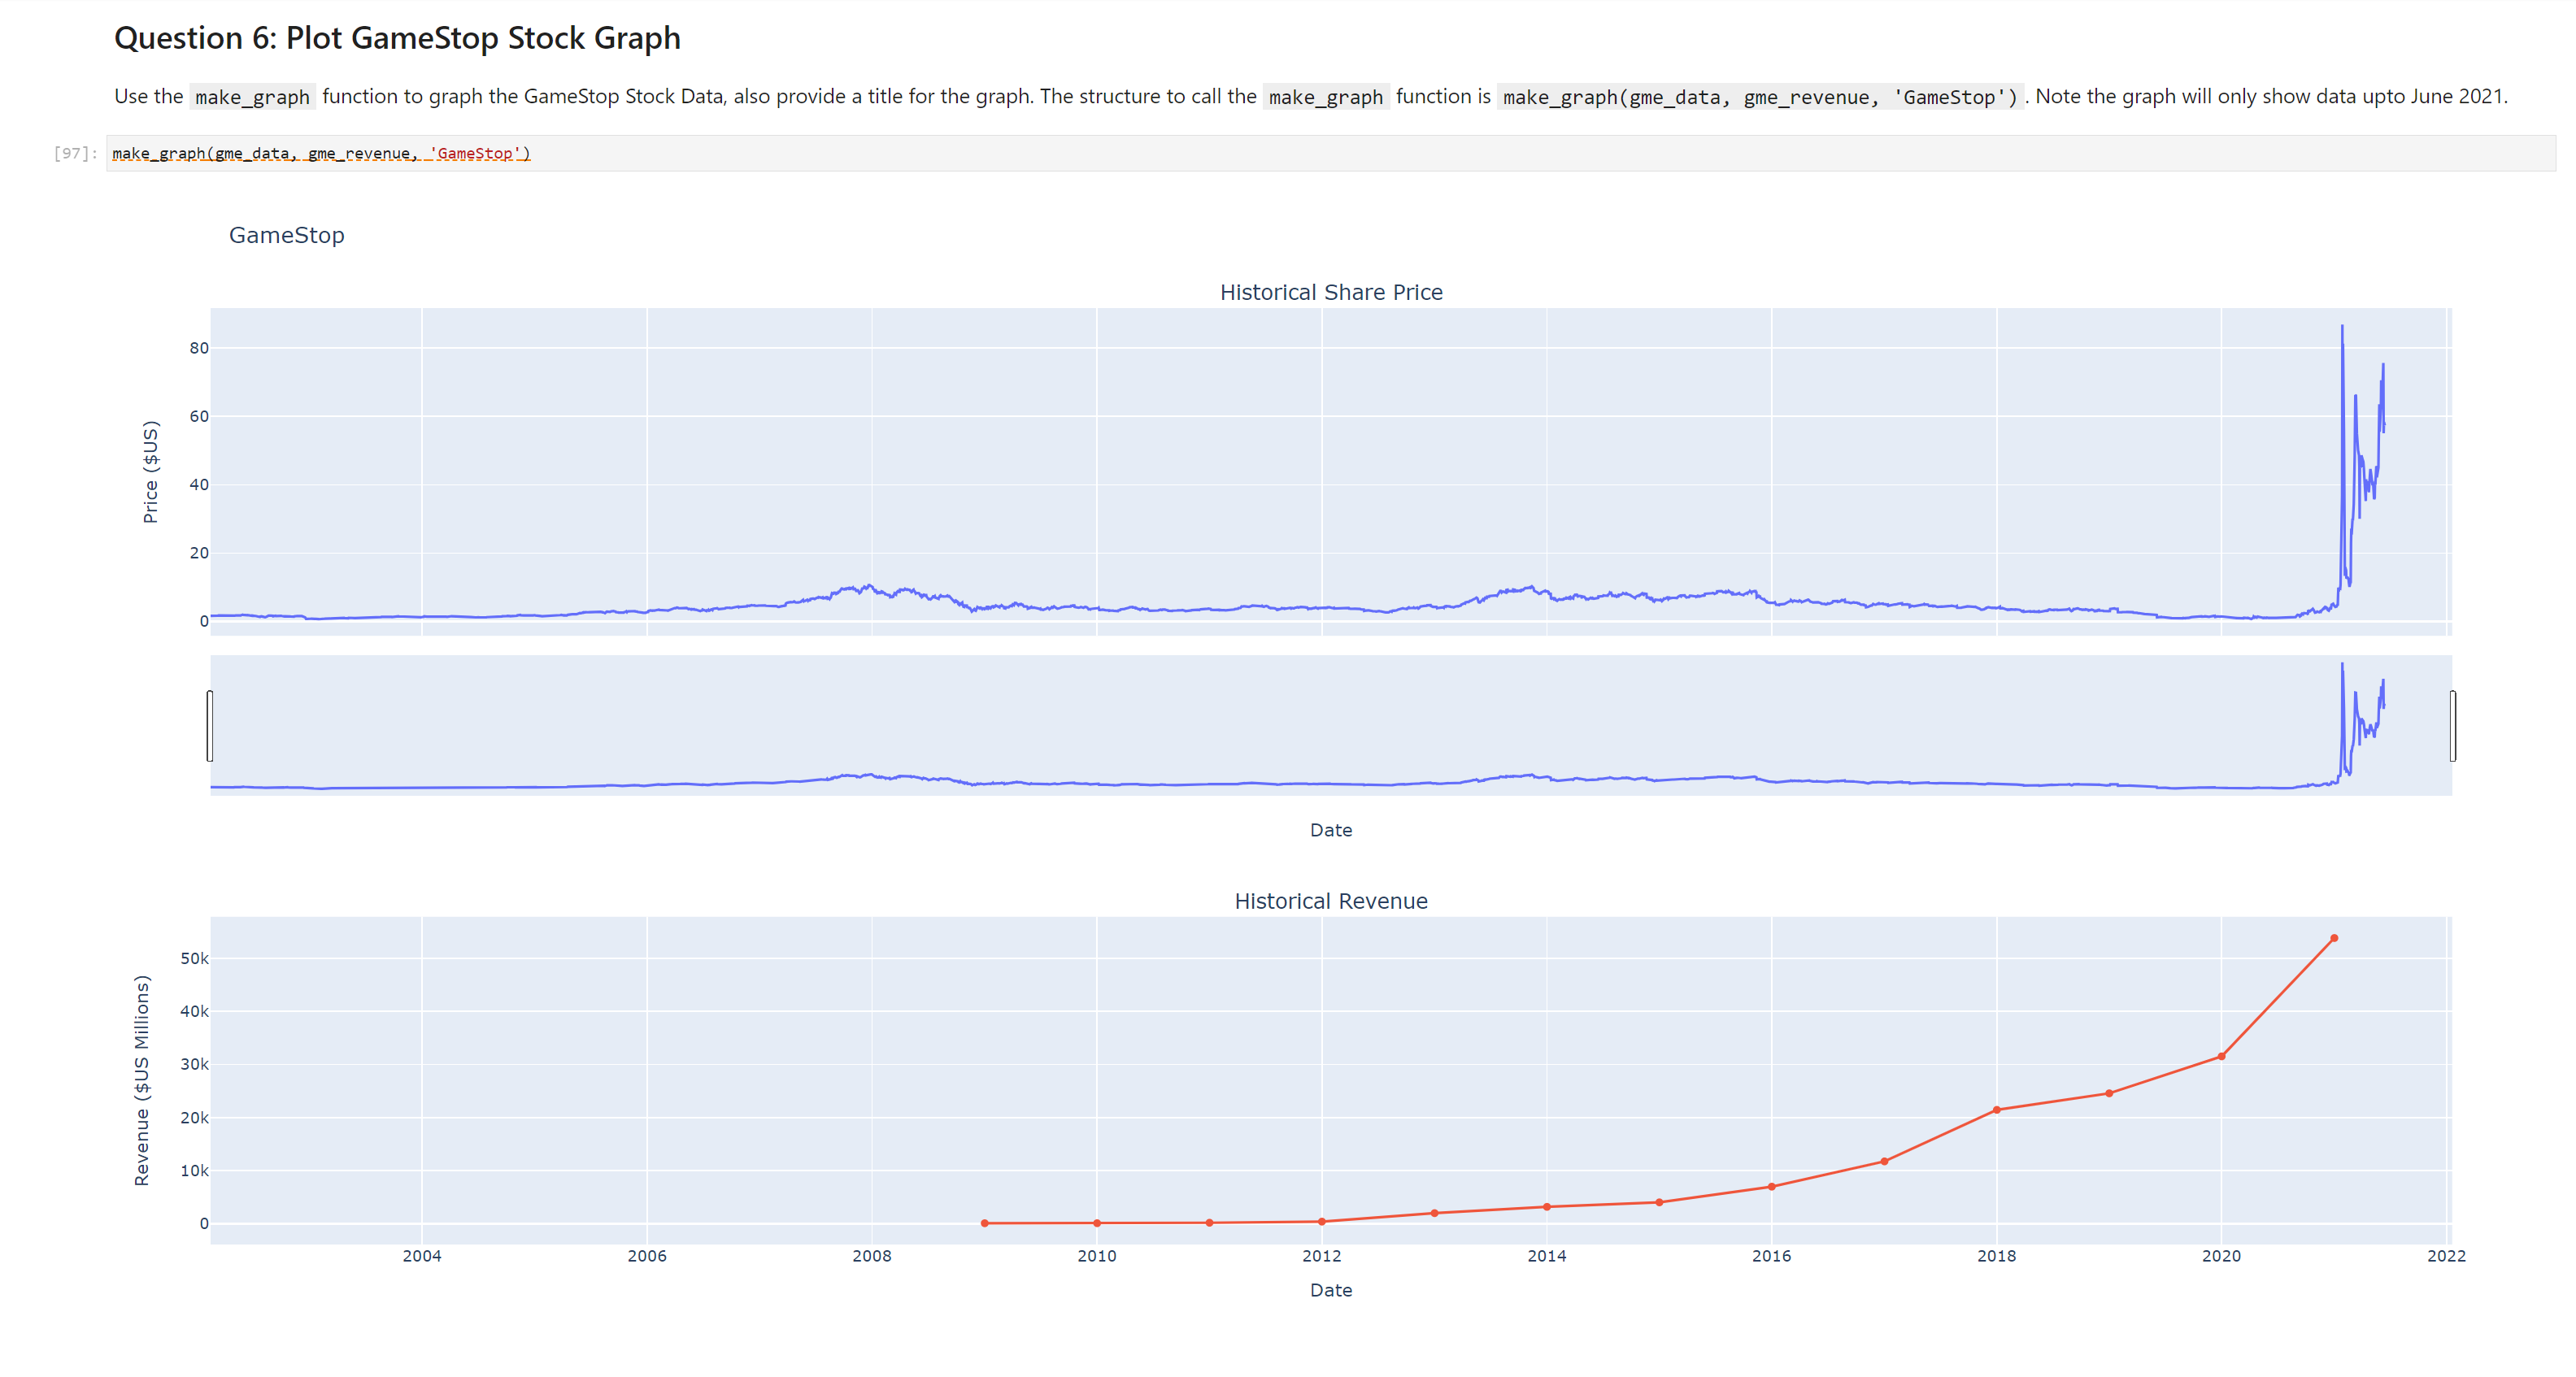 Question 6: Plot GameStop Stock Graph
Use the make_graph function to graph the GameStop Stock Data, also provide a title for the graph. The structure to call the make_graph function is make_graph(gme_data, gme_revenue, 'GameStop'). Note the graph will only show data upto June 2021.
[97]: make_graph(gme_data, gme_revenue, 'GameStop')
GameStop
Historical Share Price
80
60
40
20
0
Price ($US)
Date
Historical Revenue
50k
40k
30k
20k
10k
0
Revenue ($US Millions)
2004 2006 2008 2010 2012 2014 2016 2018 2020 2022
Date